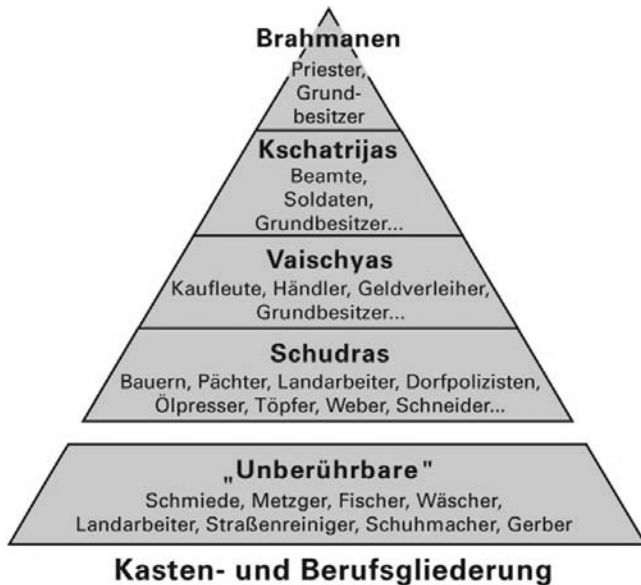 Brahmanen
Priester,
Grund-
besitzer
Kschatrijas
Beamte,
Soldaten,
Grundbesitzer...
Vaischyas
Kaufleute, Händler, Geldverleiher,
Grundbesitzer...
Schudras
Bauern, Pächter, Landarbeiter, Dorfpolizisten,
Ölpresser, Töpfer, Weber, Schneider...
„Unberührbare"
Schmiede, Metzger, Fischer, Wäscher,
Landarbeiter, Straßenreiniger, Schuhmacher, Gerber
Kasten- und Berufsgliederung